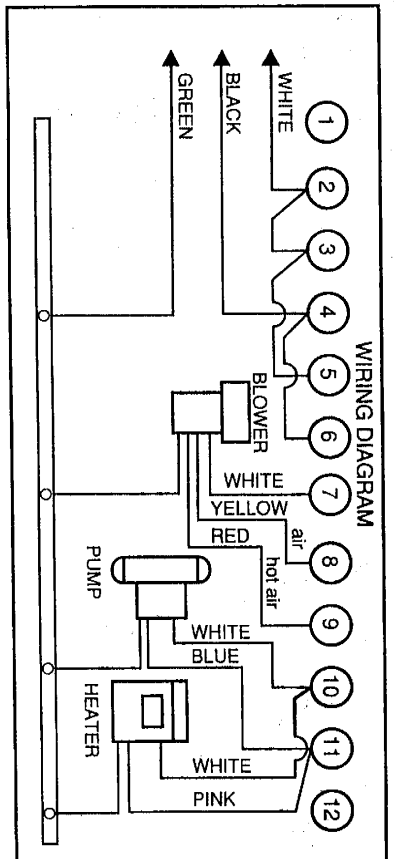 WIRING DIAGRAM
1
2
3
4
5
6
7
8
9
10
11
12
WHITE
BLACK
GREEN
BLOWER
WHITE
YELLOW
air
RED
hot air
PUMP
WHITE
BLUE
HEATER
WHITE
PINK